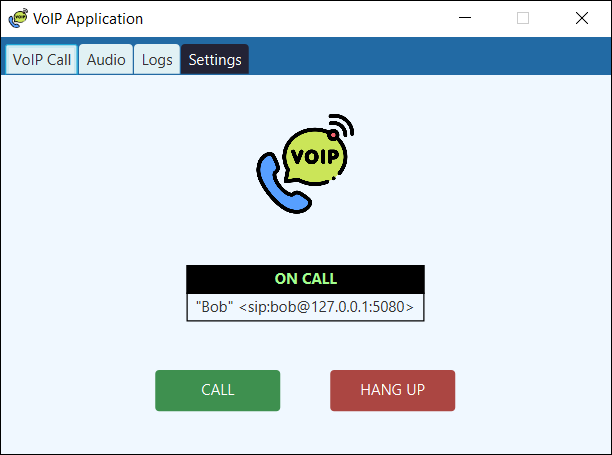 VoIP Application
VoIP Call Audio Logs Settings
VOIP
ON CALL
"Bob" <sip:bob@127.0.0.1:5080>
CALL HANG UP